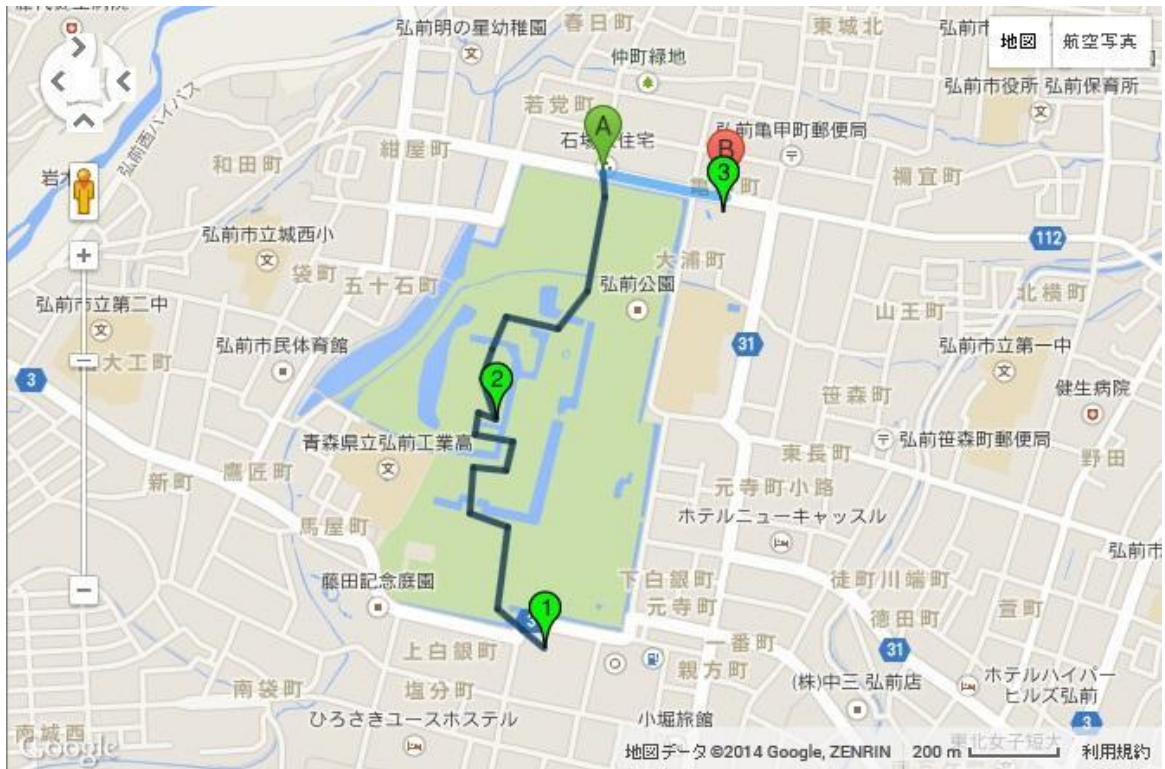 弘前明の星幼稚園
春日町
東城北
地図
航空写真
仲町緑地
弘前市役所 弘前保育所
若党町
弘前西バイパス
紺屋町
和田町
弘前亀甲町郵便局
A
B
3
禰宜町
弘前市立城西小
112
袋町
五十石町
大浦町
弘前公園
北横町
弘前市立第二中
山王町
弘前市民体育館
大工町
31
弘前市立第一中
3
2
健生病院
笹森町
青森県立弘前工業高
弘前笹森町郵便局
東長町
野田
新町
鷹匠町
元寺町小路
ホテルニューキャッスル
馬屋町
藤田記念庭園
下白銀町
徒町川端町
元寺町
萱町
1
徳田町
上白銀町
一番町
31
親方町
南袋町
塩分町
(株)中三 弘前店
ホテルハイパー
ヒルズ弘前
ひろさきユースホステル
小堀旅館
3
南城西
Google
地図データ ©2014 Google, ZENRIN
200 m
東北女子短大
利用規約